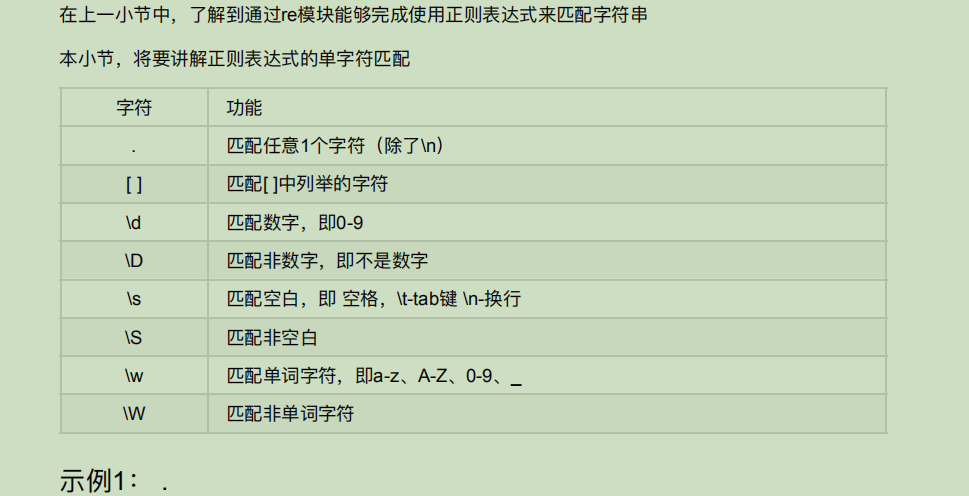 在上一小节中，了解到通过re模块能够完成使用正则表达式来匹配字符串
本小节，将要讲解正则表达式的单字符匹配
字符 功能
. 匹配任意1个字符（除了\n）
[ ] 匹配[ ]中列举的字符
\d 匹配数字，即0-9
\D 匹配非数字，即不是数字
\s 匹配空白，即 空格，\t-tab键 \n-换行
\S 匹配非空白
\w 匹配单词字符，即a-z、A-Z、0-9、_
\W 匹配非单词字符
示例1： .